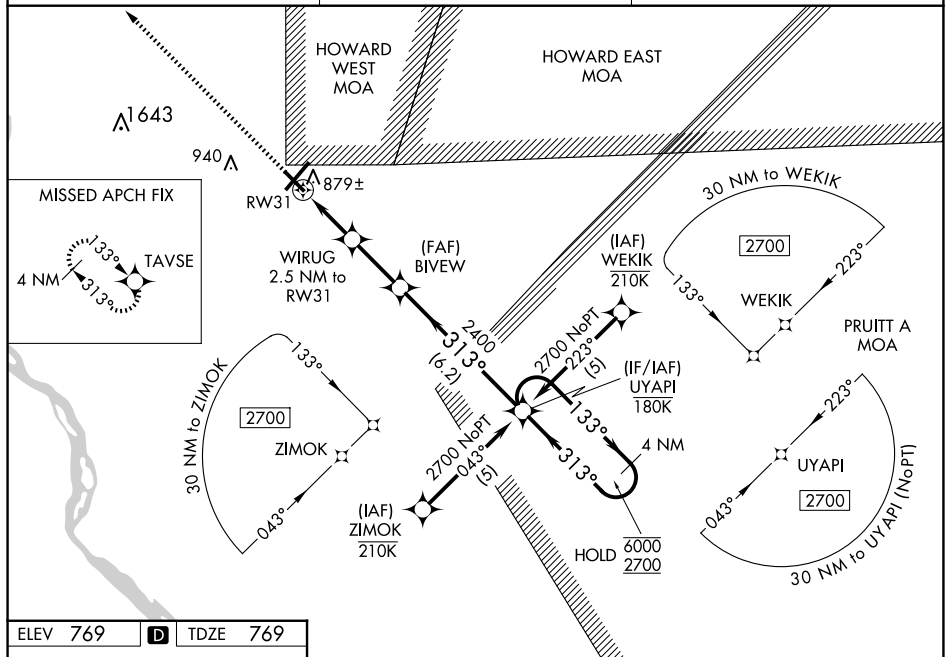 HOWARD
WEST
MOA
HOWARD EAST
MOA
1643
940
879±
RW31
MISSED APCH FIX
133°
TAVSE
4 NM
313°
WIRUG
2.5 NM to
RW31
(FAF)
BIVEW
(IAF)
WEKIK
210K
30 NM to WEKIK
2700
133°
223°
WEKIK
PRUITT A
MOA
2400
313°
(6.2)
2700 NoPT
223°
(5)
(IF/IAF)
UYAPI
180K
133°
313°
4 NM
HOLD
6000
2700
2700 NoPT
043°
(5)
(IAF)
ZIMOK
210K
30 NM to ZIMOK
133°
2700
ZIMOK
043°
223°
UYAPI
2700
043°
30 NM to UYAPI (NoPT)
ELEV 769 D TDZE 769